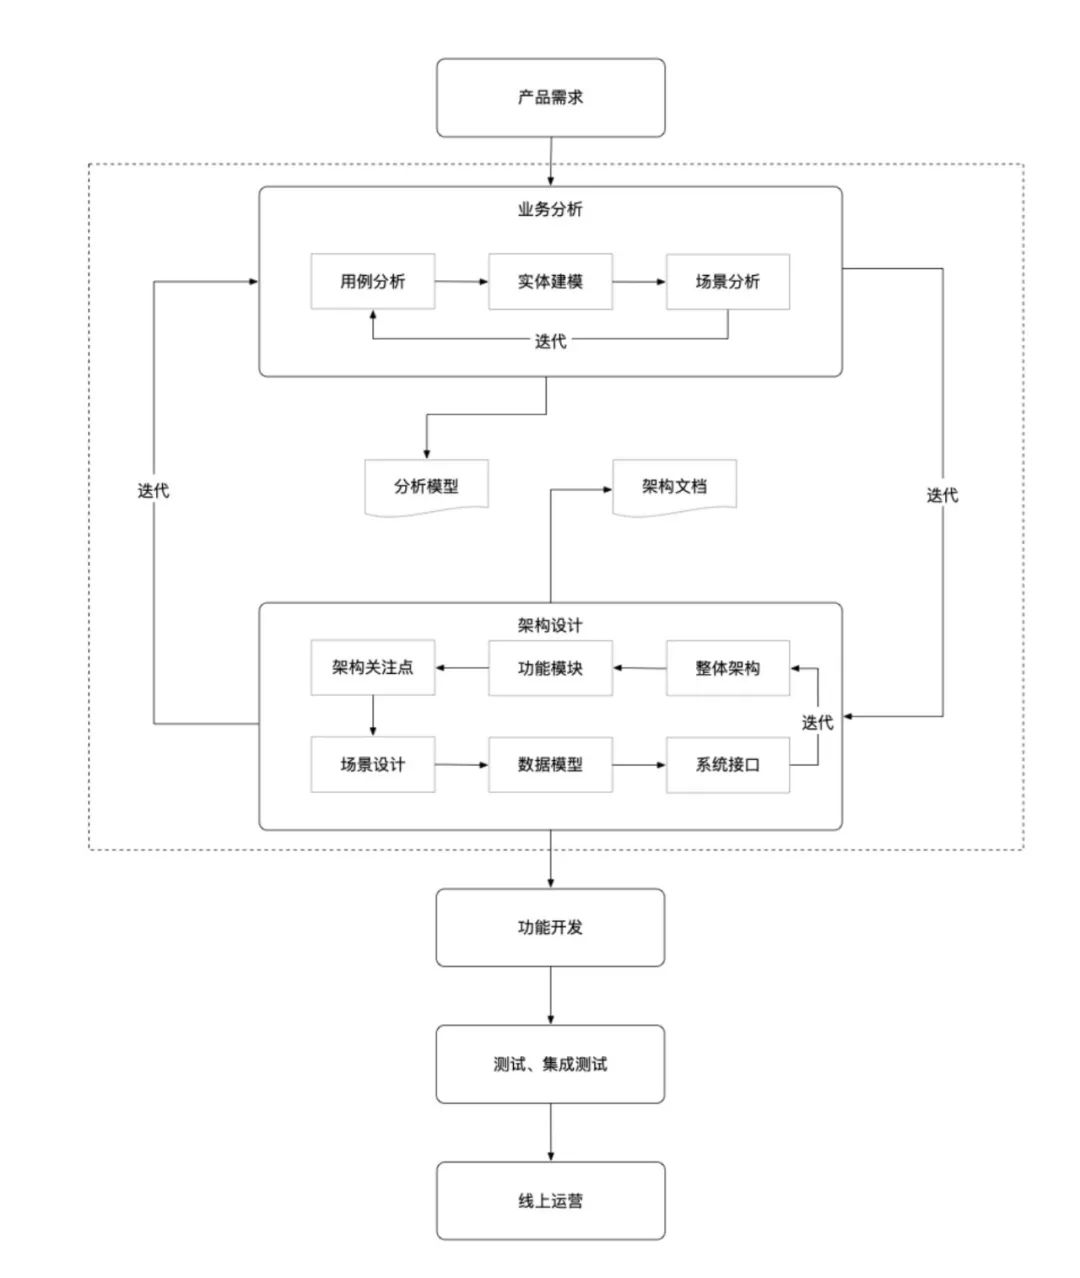 产品需求
业务分析
用例分析
实体建模
场景分析
迭代
分析模型
架构文档
迭代
迭代
架构设计
架构关注点
功能模块
整体架构
迭代
场景设计
数据模型
系统接口
功能开发
测试、集成测试
线上运营